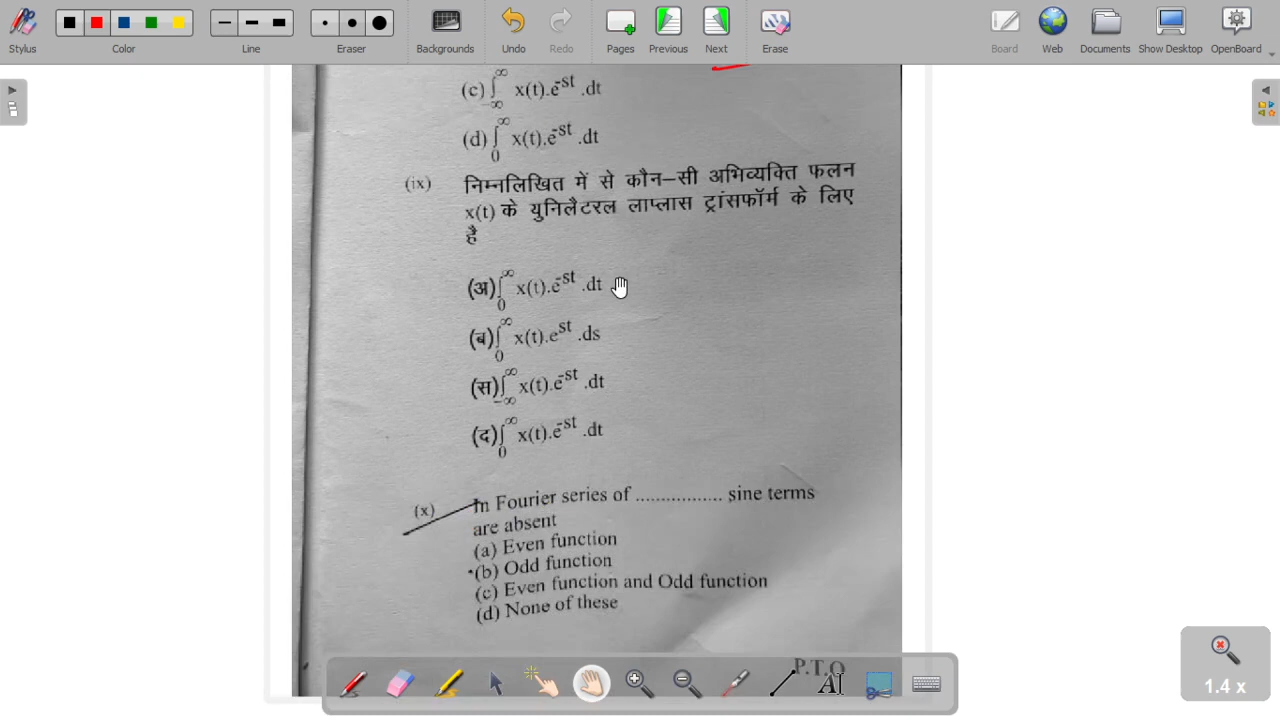 Stylus
Color
Line
Eraser
Backgrounds
Undo
Redo
Pages
Previous
Next
Erase
Board
Web
Documents
Show Desktop
OpenBoard
(c) ∫_{-∞}^{∞} x(t).e^{-st} .dt
(d) ∫_{0}^{∞} x(t).e^{-st} .dt
(ix) निम्नलिखित में से कौन–सी अभिव्यक्ति फलन
x(t) के युनिलैटरल लाप्लास ट्रांसफॉर्म के लिए
है
(अ) ∫_{0}^{∞} x(t).e^{-st} .dt
(ब) ∫_{0}^{∞} x(t).e^{st} .ds
(स) ∫_{-∞}^{∞} x(t).e^{-st} .dt
(द) ∫_{0}^{∞} x(t).e^{-st} .dt
(x) In Fourier series of ................. sine terms
are absent
(a) Even function
(b) Odd function
(c) Even function and Odd function
(d) None of these
P.T.O
1.4 x